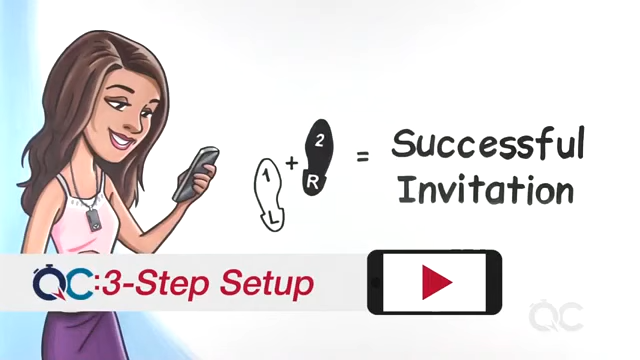 1 L + 2 R = Successful
Invitation
QC:3-Step Setup
QC